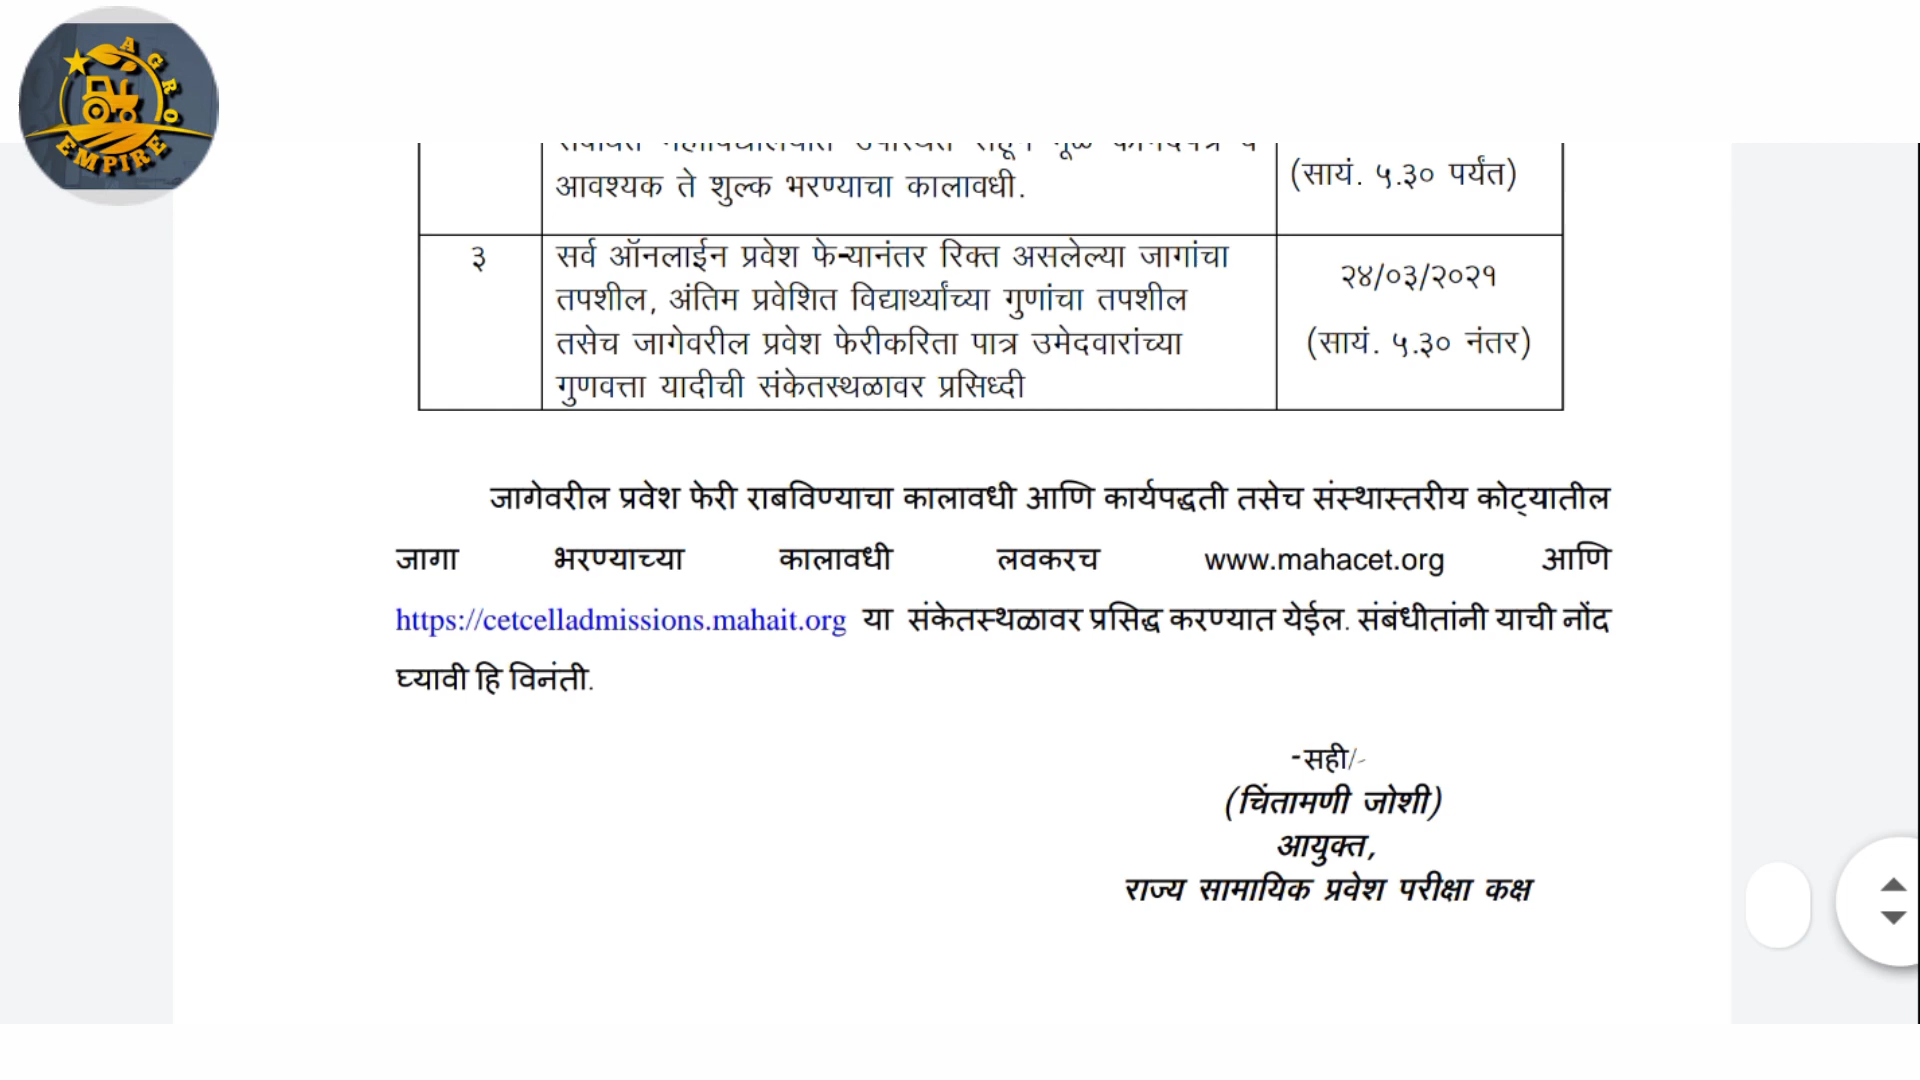 AGRO
EMPIRE
आवश्यक ते शुल्क भरण्याचा कालावधी.
(सायं. ५.३० पर्यंत)
३
सर्व ऑनलाईन प्रवेश फे-यानंतर रिक्त असलेल्या जागांचा
तपशील, अंतिम प्रवेशित विद्यार्थ्यांच्या गुणांचा तपशील
तसेच जागेवरील प्रवेश फेरीकरिता पात्र उमेदवारांच्या
गुणवत्ता यादीची संकेतस्थळावर प्रसिध्दी
२४/०३/२०२१
(सायं. ५.३० नंतर)
जागेवरील प्रवेश फेरी राबविण्याचा कालावधी आणि कार्यपद्धती तसेच संस्थास्तरीय कोट्यातील
जागा भरण्याच्या कालावधी लवकरच www.mahacet.org आणि
https://cetcelladmissions.mahait.org या संकेतस्थळावर प्रसिद्ध करण्यात येईल. संबंधीतांनी याची नोंद
घ्यावी हि विनंती.
-सही/-
(चिंतामणी जोशी)
आयुक्त,
राज्य सामायिक प्रवेश परीक्षा कक्ष